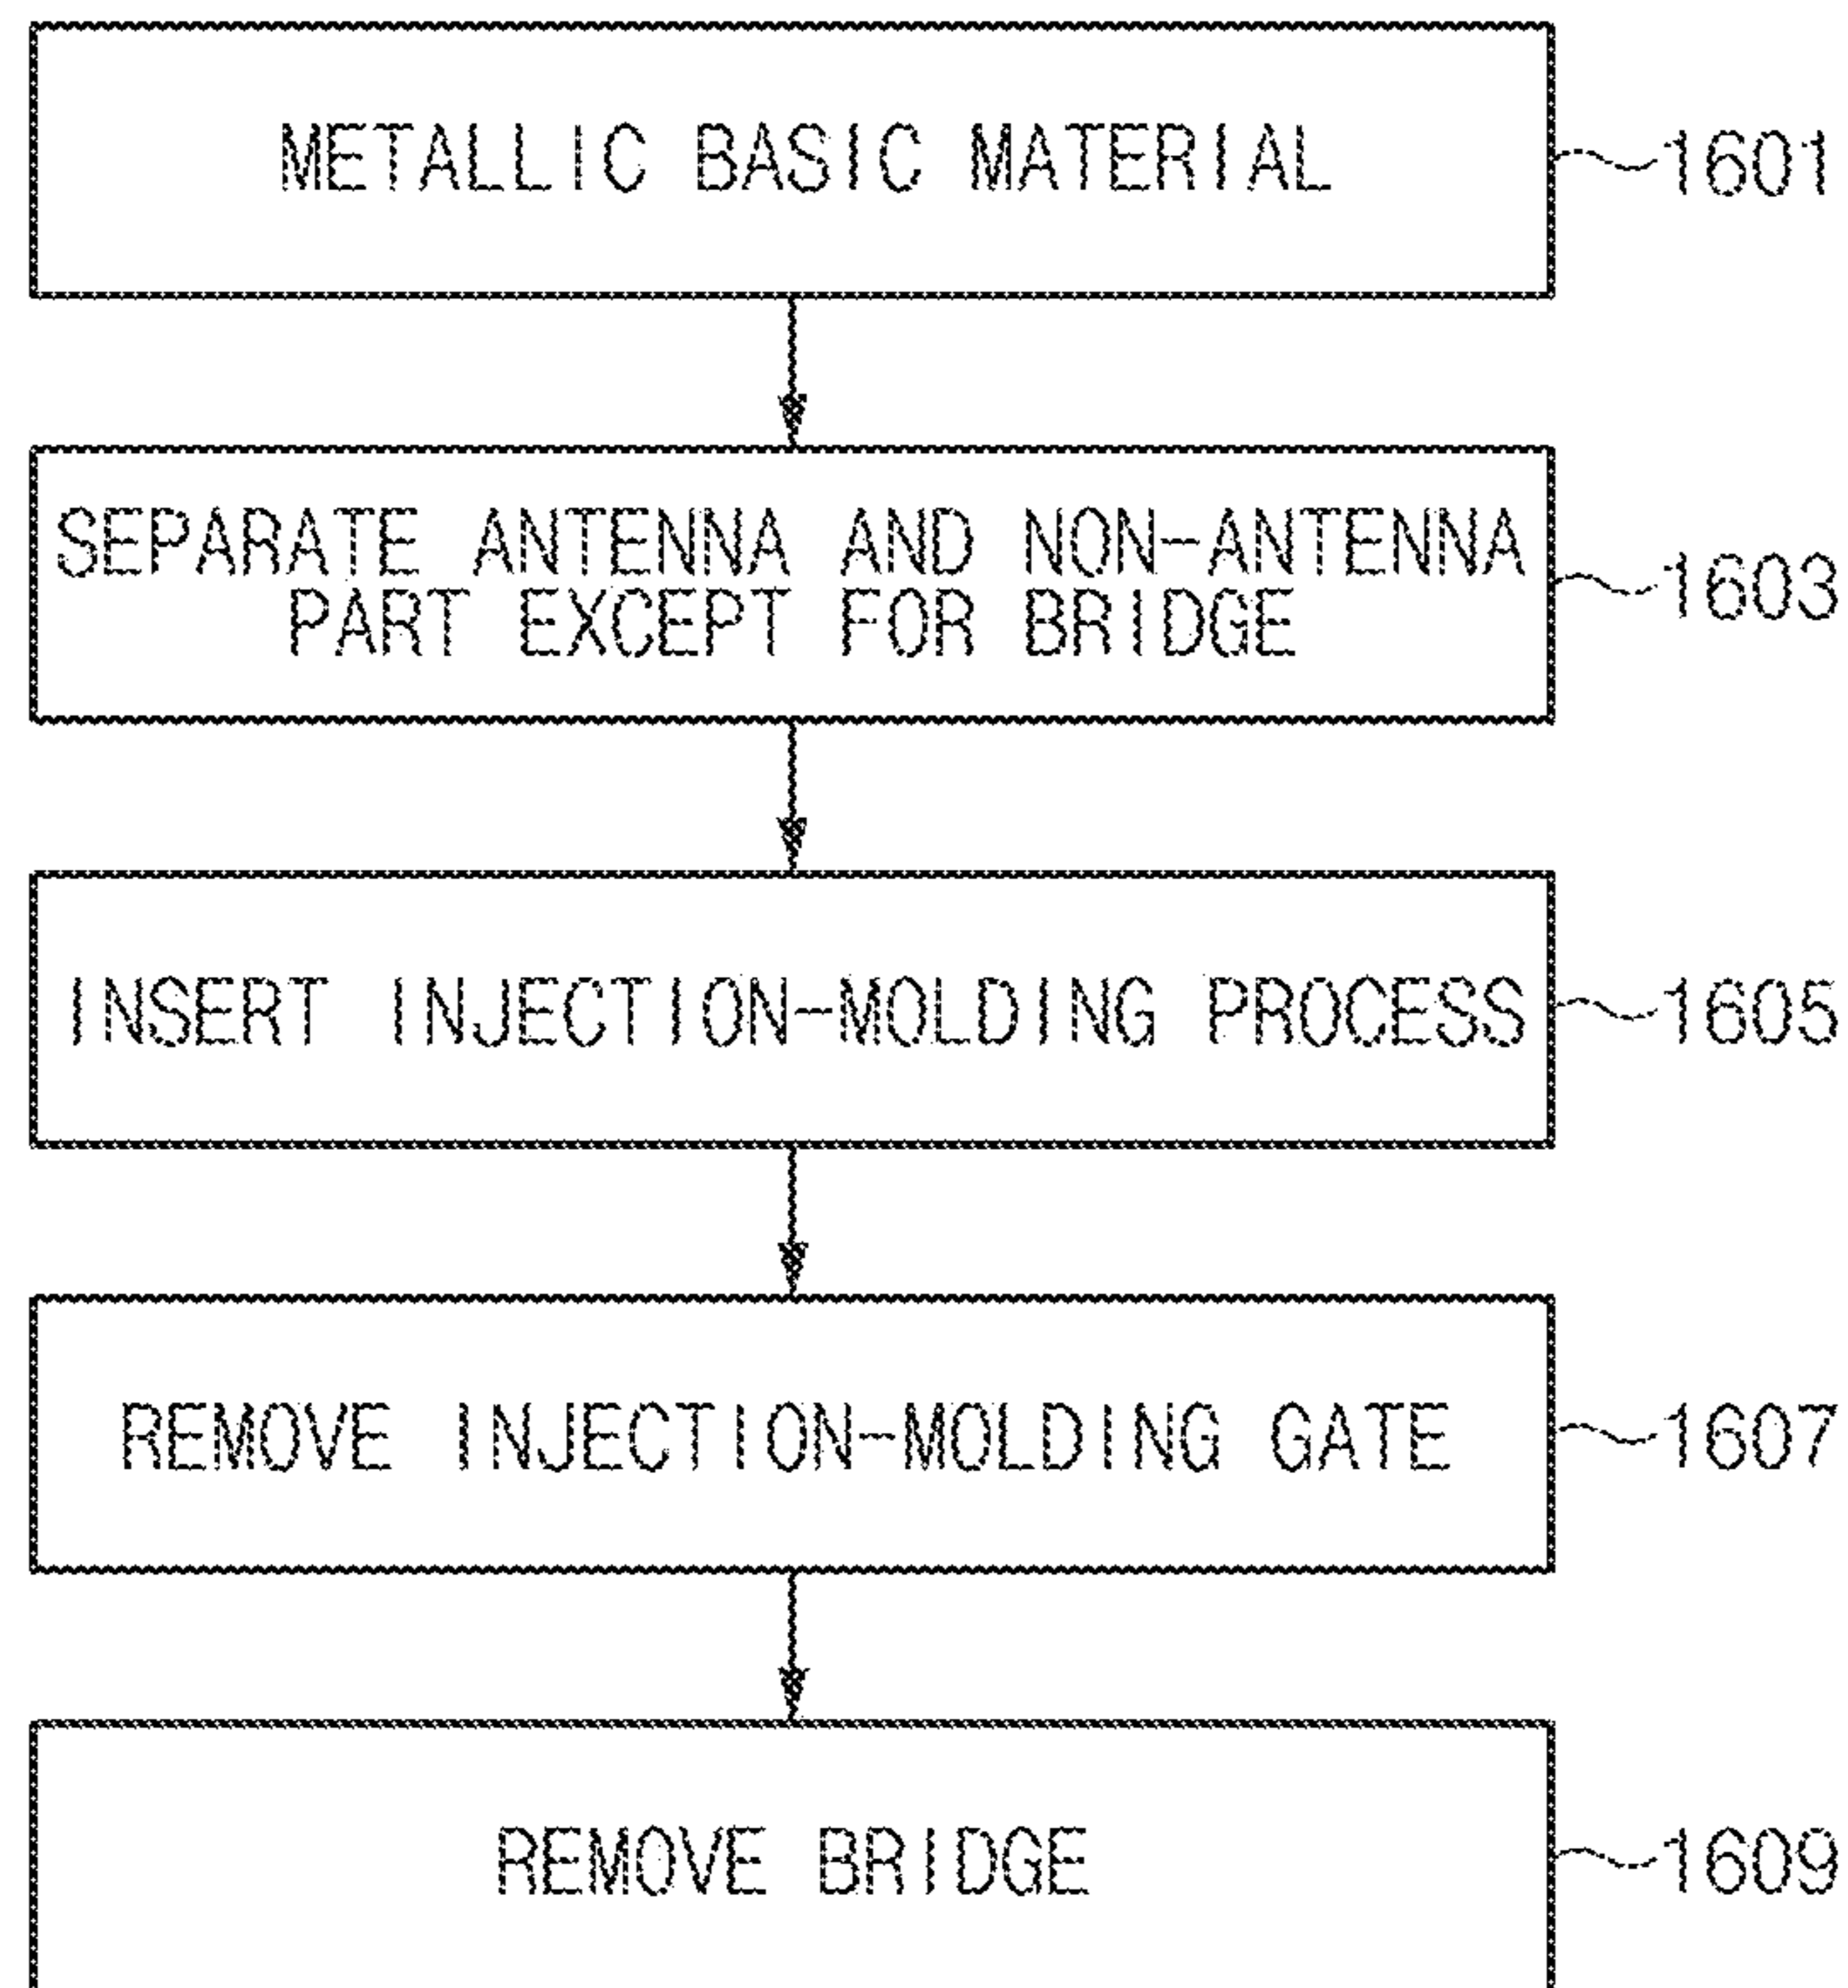 METALLIC BASIC MATERIAL
1601
SEPARATE ANTENNA AND NON-ANTENNA
PART EXCEPT FOR BRIDGE
1603
INSERT INJECTION-MOLDING PROCESS
1605
REMOVE INJECTION-MOLDING GATE
1607
REMOVE BRIDGE
1609